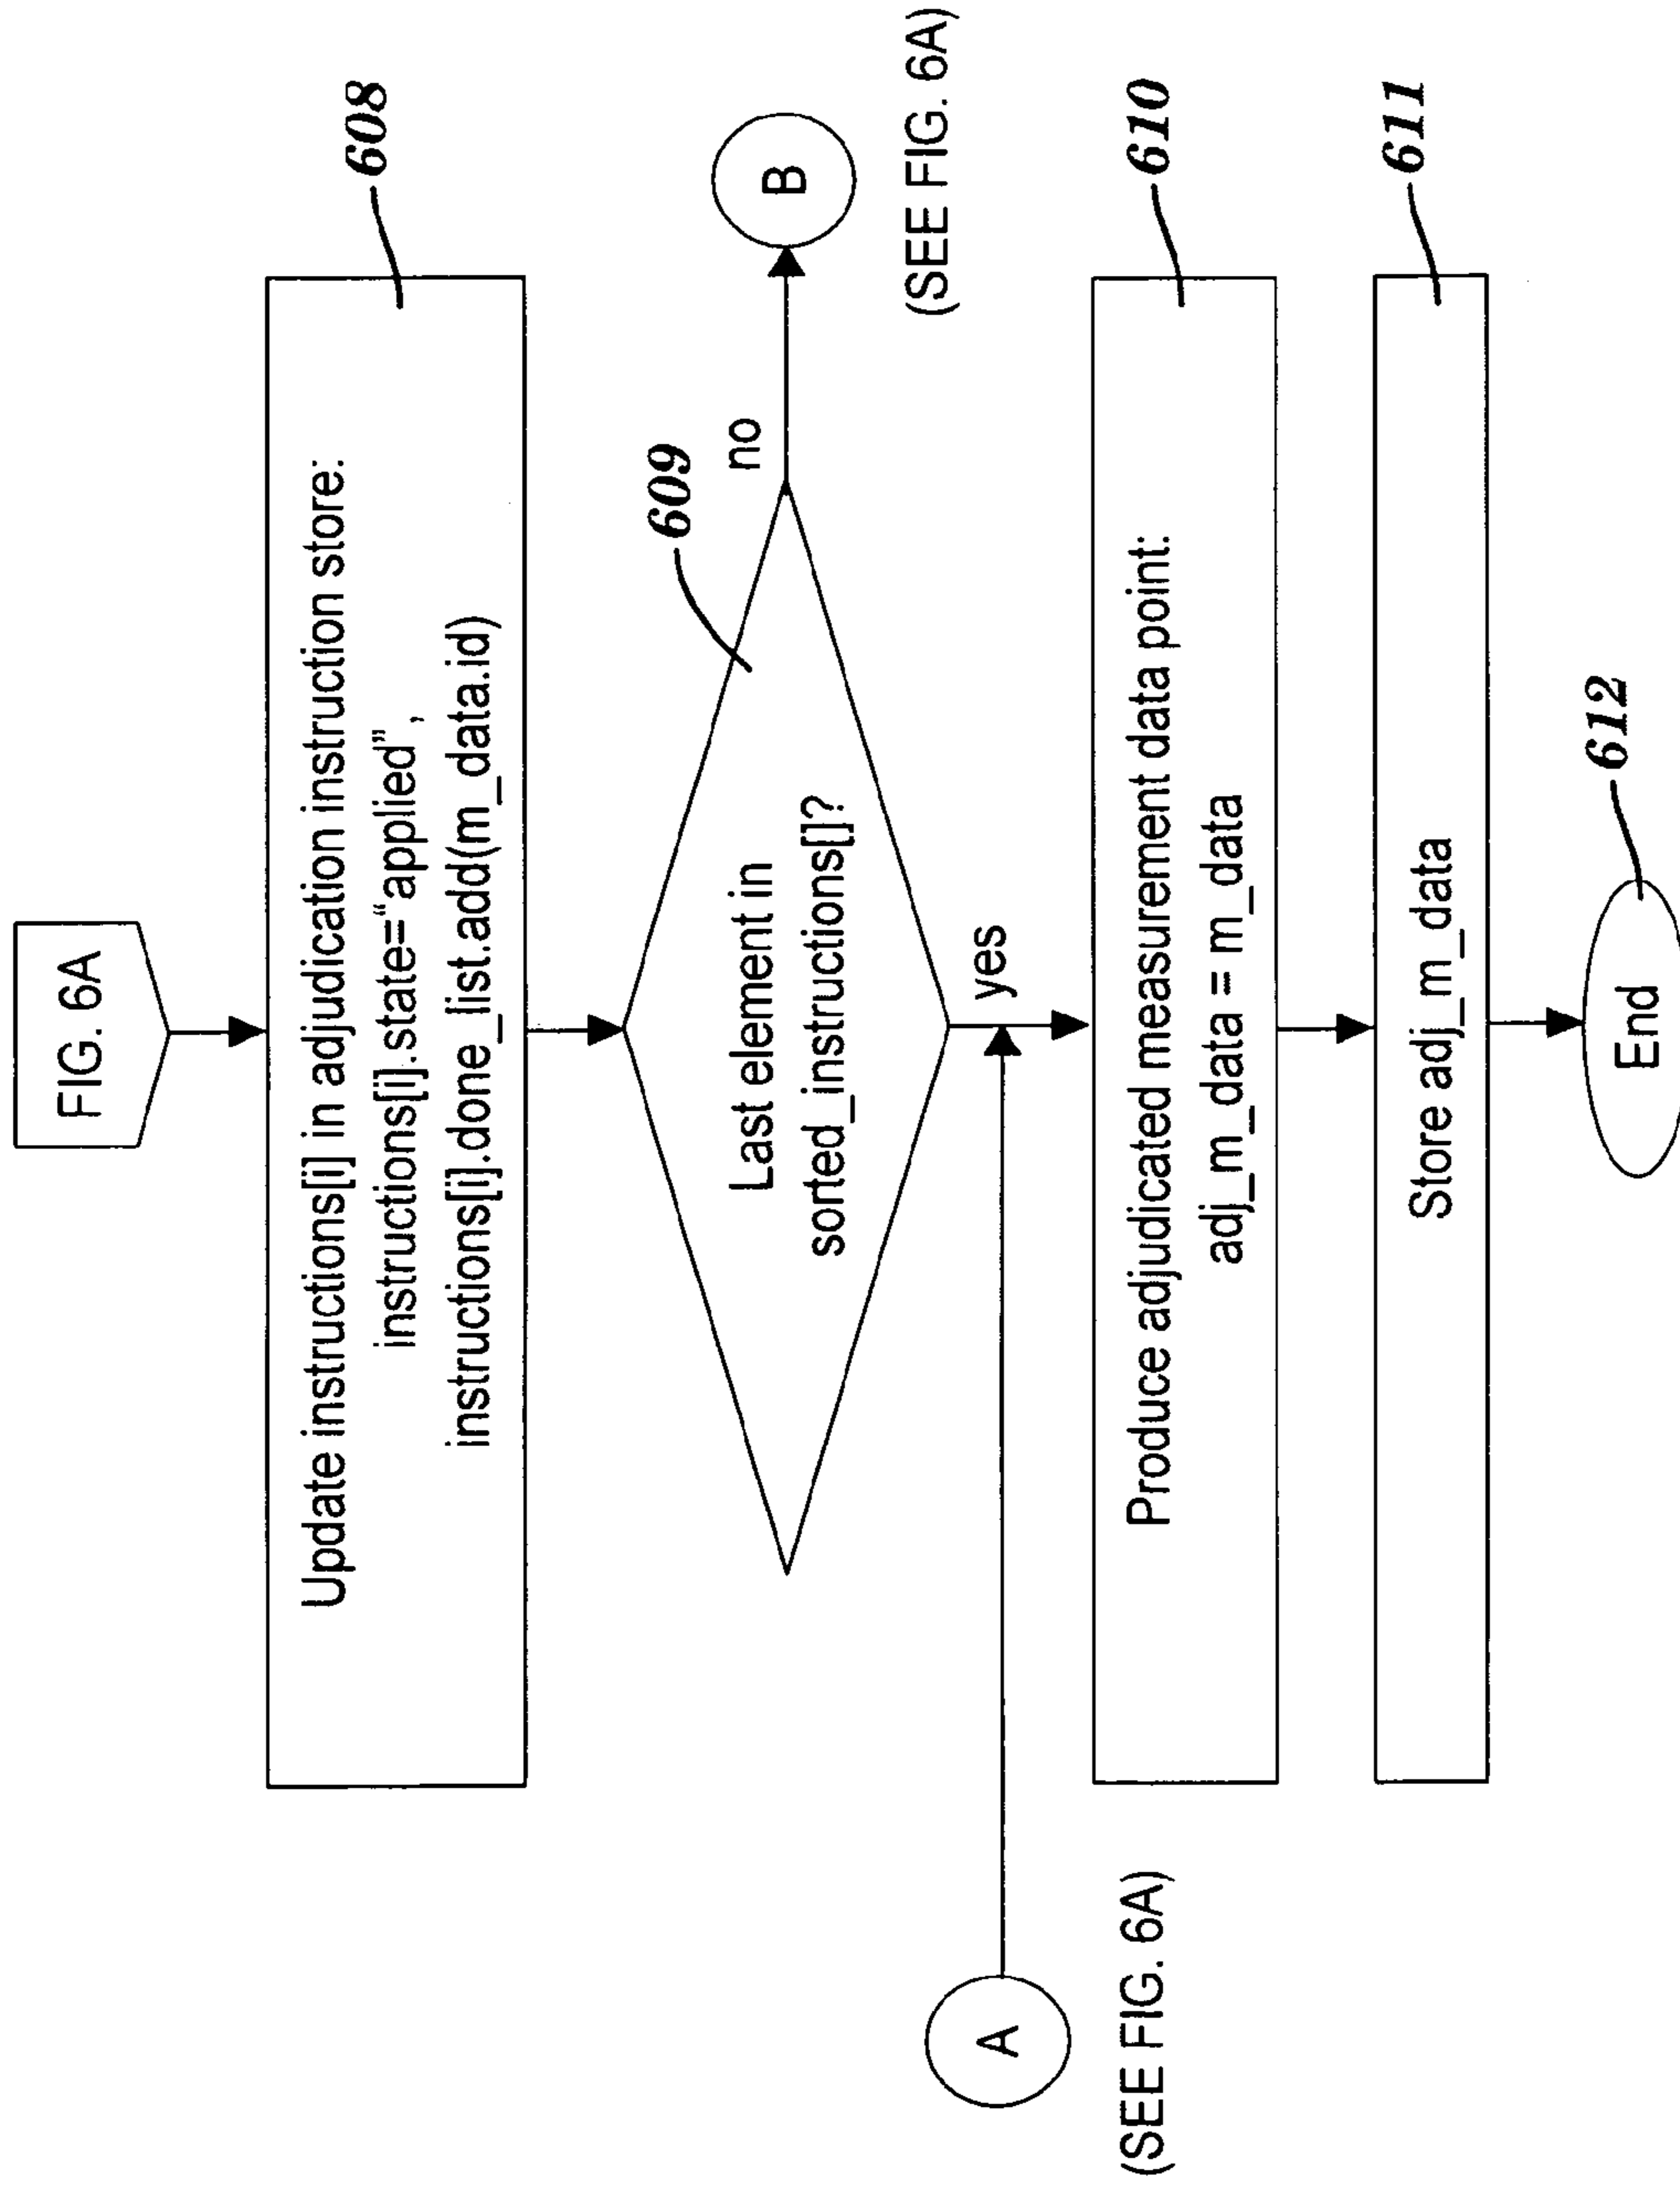 FIG. 6A
608
Update instructions[i] in adjudication instruction store:
instructions[i].state=“applied”,
instructions[i].done_list.add(m_data.id)
609
Last element in
sorted_instructions[]?
no
B
(SEE FIG. 6A)
yes
A
(SEE FIG. 6A)
610
Produce adjudicated measurement data point:
adj_m_data = m_data
611
Store adj_m_data
612
End